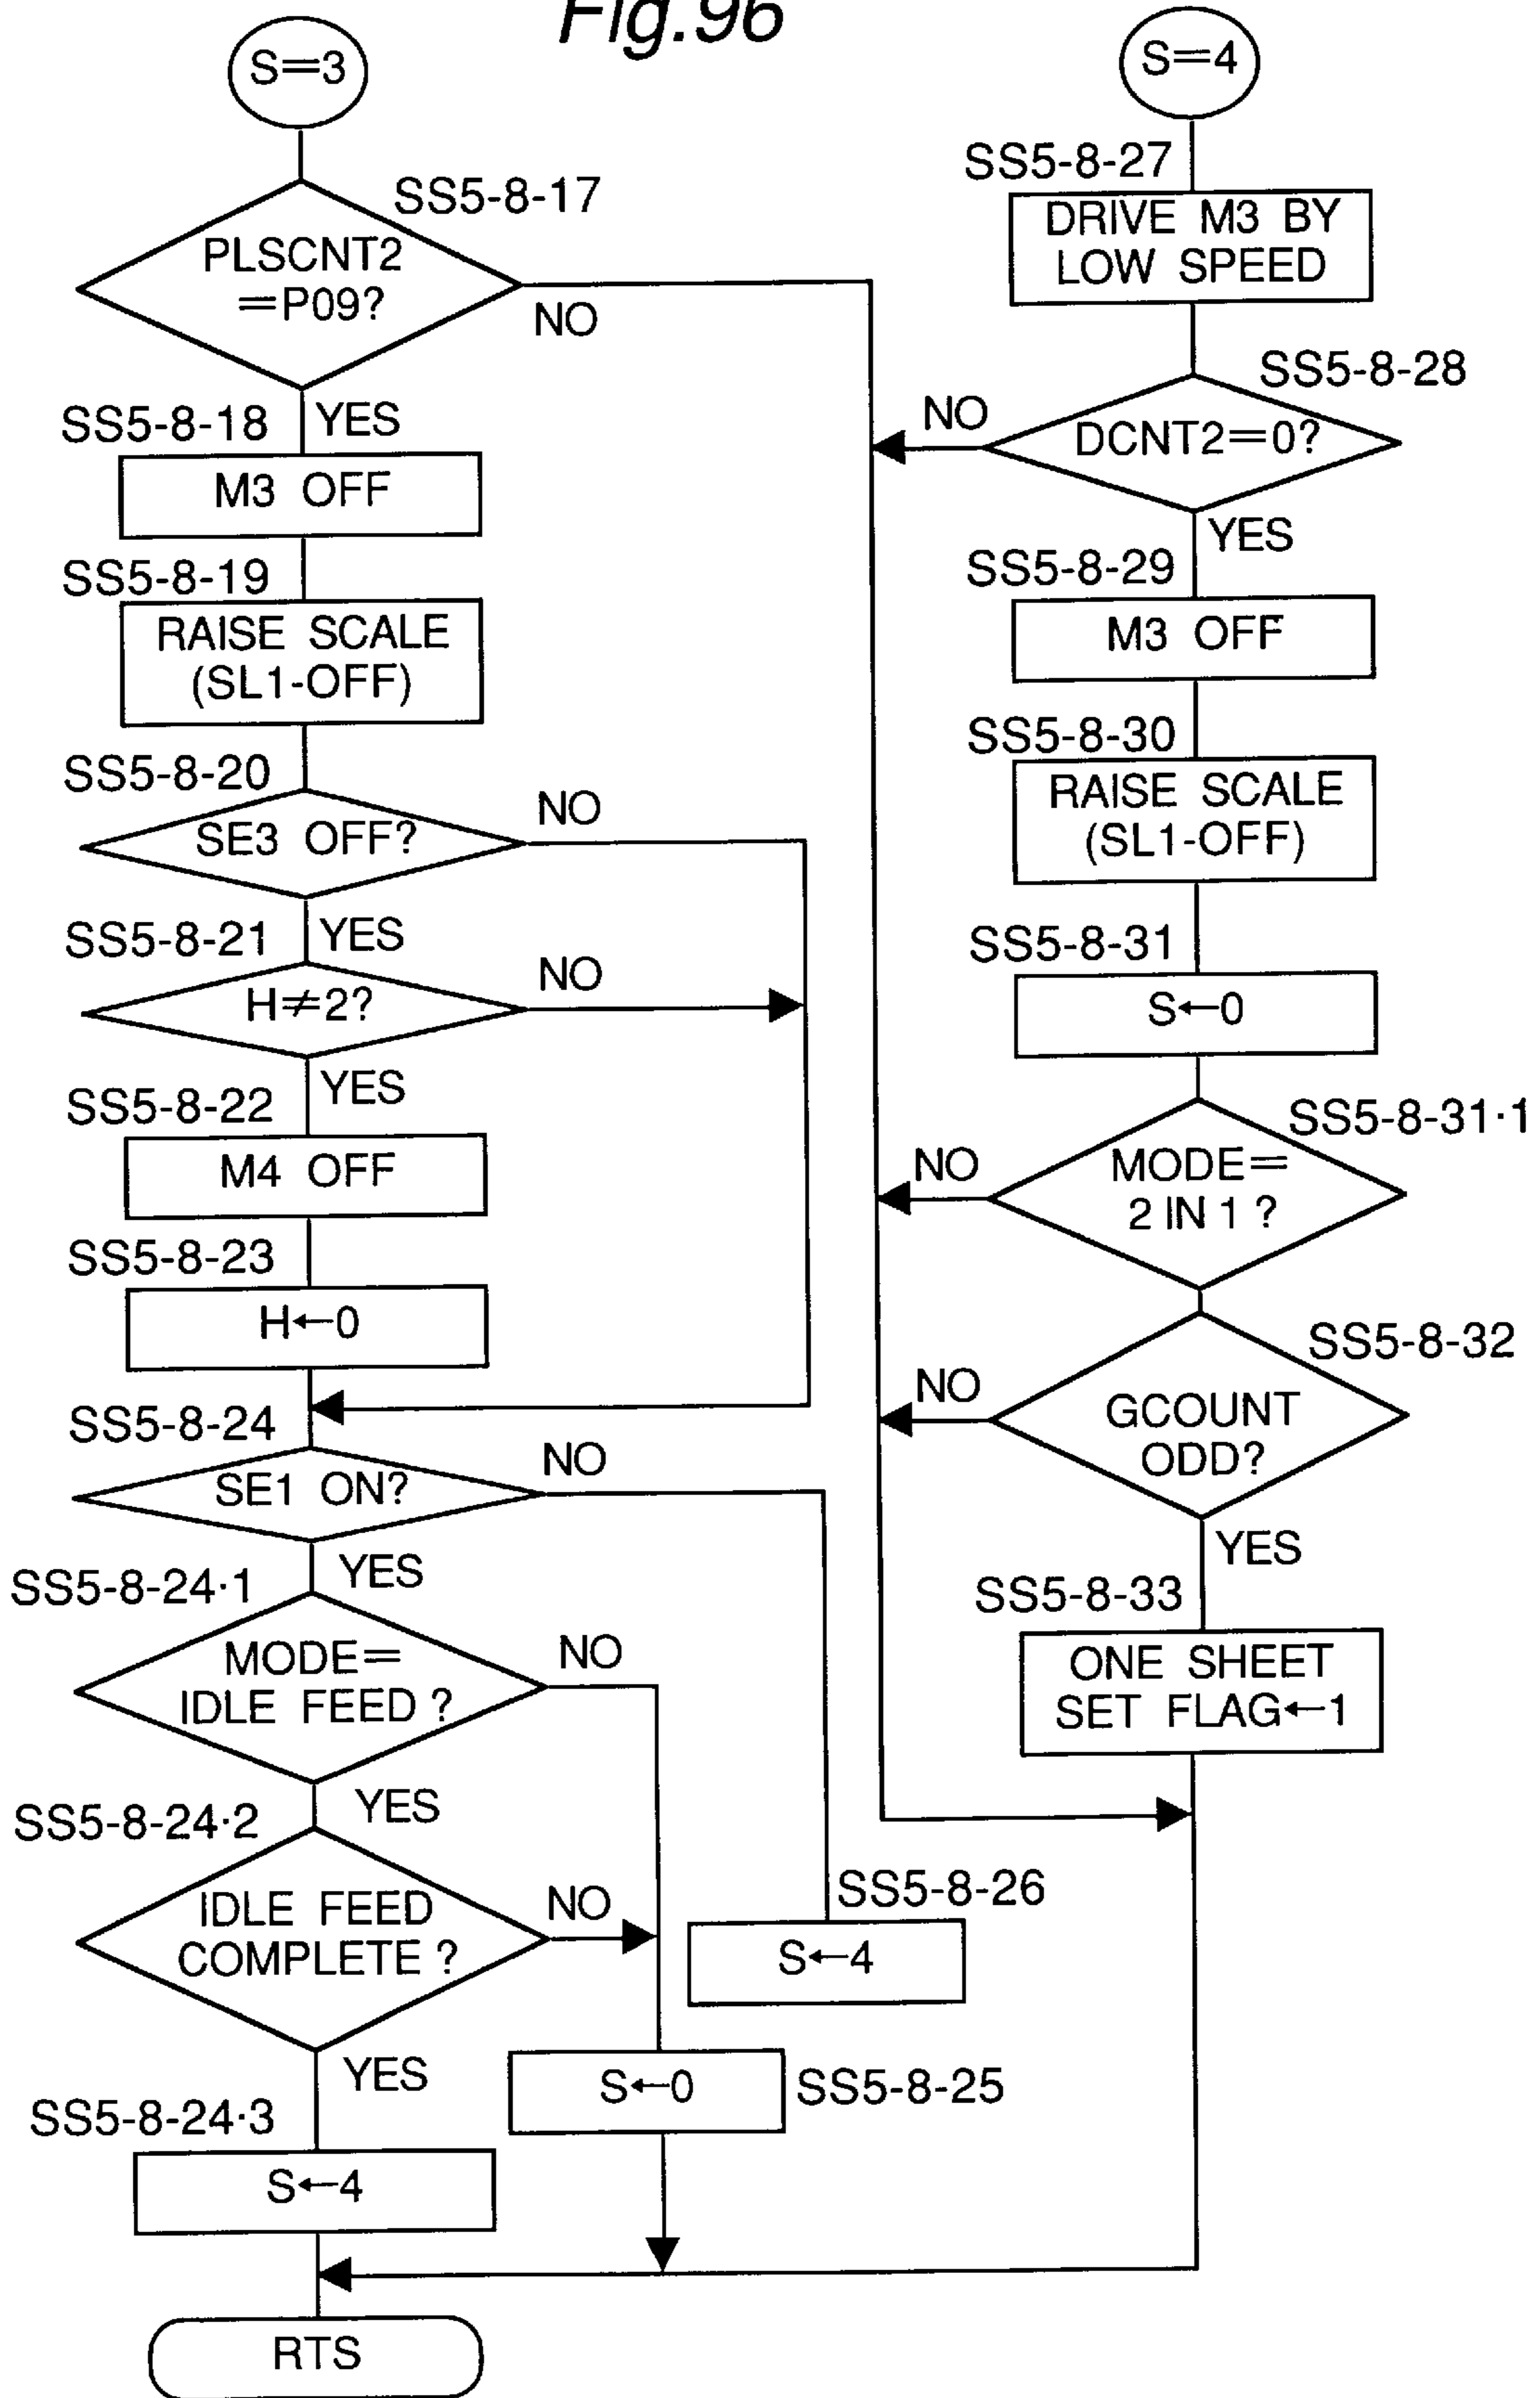 Fig.96
S=3
SS5-8-17
PLSCNT2
=P09?
NO
YES
SS5-8-18
M3 OFF
SS5-8-19
RAISE SCALE
(SL1-OFF)
SS5-8-20
SE3 OFF?
NO
YES
SS5-8-21
H≠2?
NO
YES
SS5-8-22
M4 OFF
SS5-8-23
H←0
SS5-8-24
SE1 ON?
NO
YES
SS5-8-24·1
MODE=
IDLE FEED ?
NO
YES
SS5-8-24·2
IDLE FEED
COMPLETE ?
NO
YES
SS5-8-24·3
S←4
SS5-8-26
S←4
S←0
SS5-8-25
RTS
S=4
SS5-8-27
DRIVE M3 BY
LOW SPEED
SS5-8-28
DCNT2=0?
NO
YES
SS5-8-29
M3 OFF
SS5-8-30
RAISE SCALE
(SL1-OFF)
SS5-8-31
S←0
SS5-8-31·1
MODE=
2 IN 1 ?
NO
SS5-8-32
GCOUNT
ODD?
NO
YES
SS5-8-33
ONE SHEET
SET FLAG←1